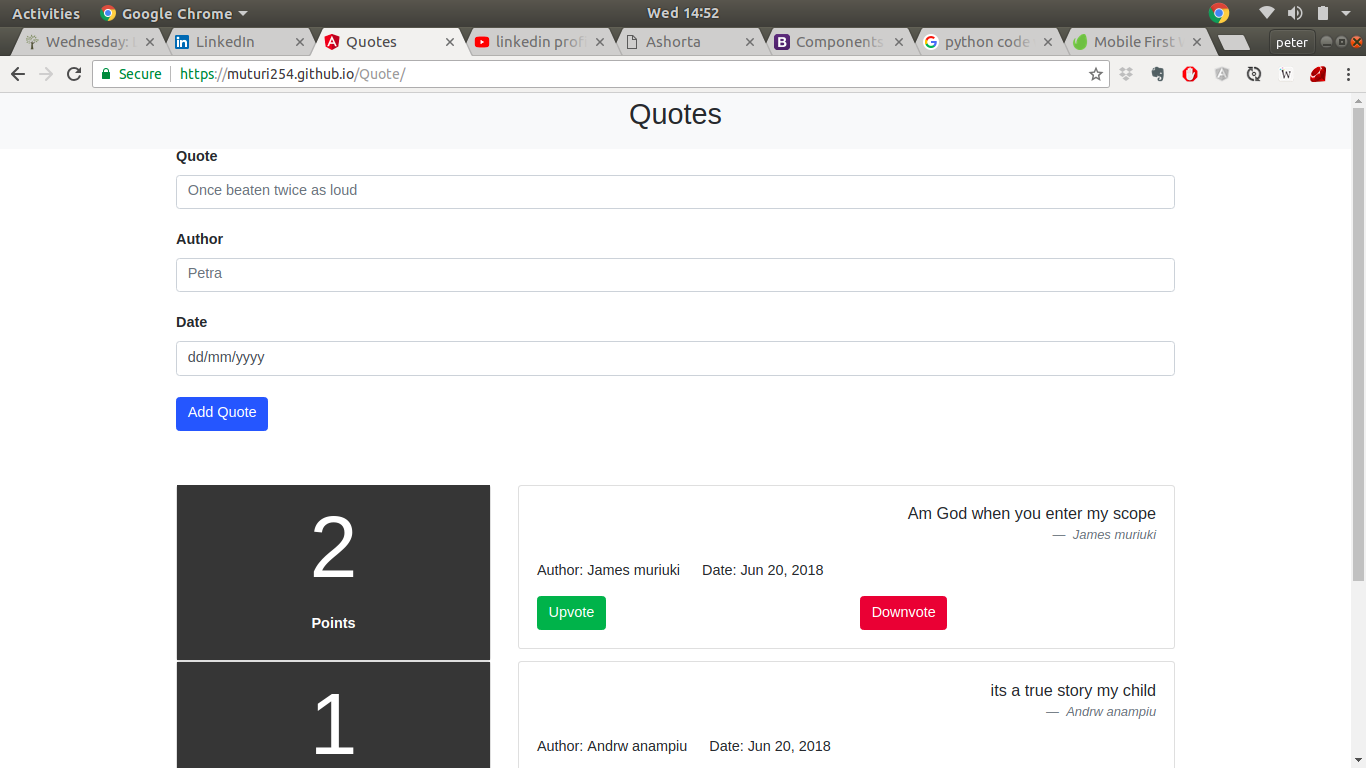 Activities Google Chrome Wed 14:52
Wednesday: LinkedIn Quotes linkedin prof Ashorta Components python code Mobile First peter
Secure https://muturi254.github.io/Quote/
Quotes
Quote
Once beaten twice as loud
Author
Petra
Date
dd/mm/yyyy
Add Quote
2
Points
Am God when you enter my scope
— James muriuki
Author: James muriuki Date: Jun 20, 2018
Upvote Downvote
1
its a true story my child
— Andrw anampiu
Author: Andrw anampiu Date: Jun 20, 2018